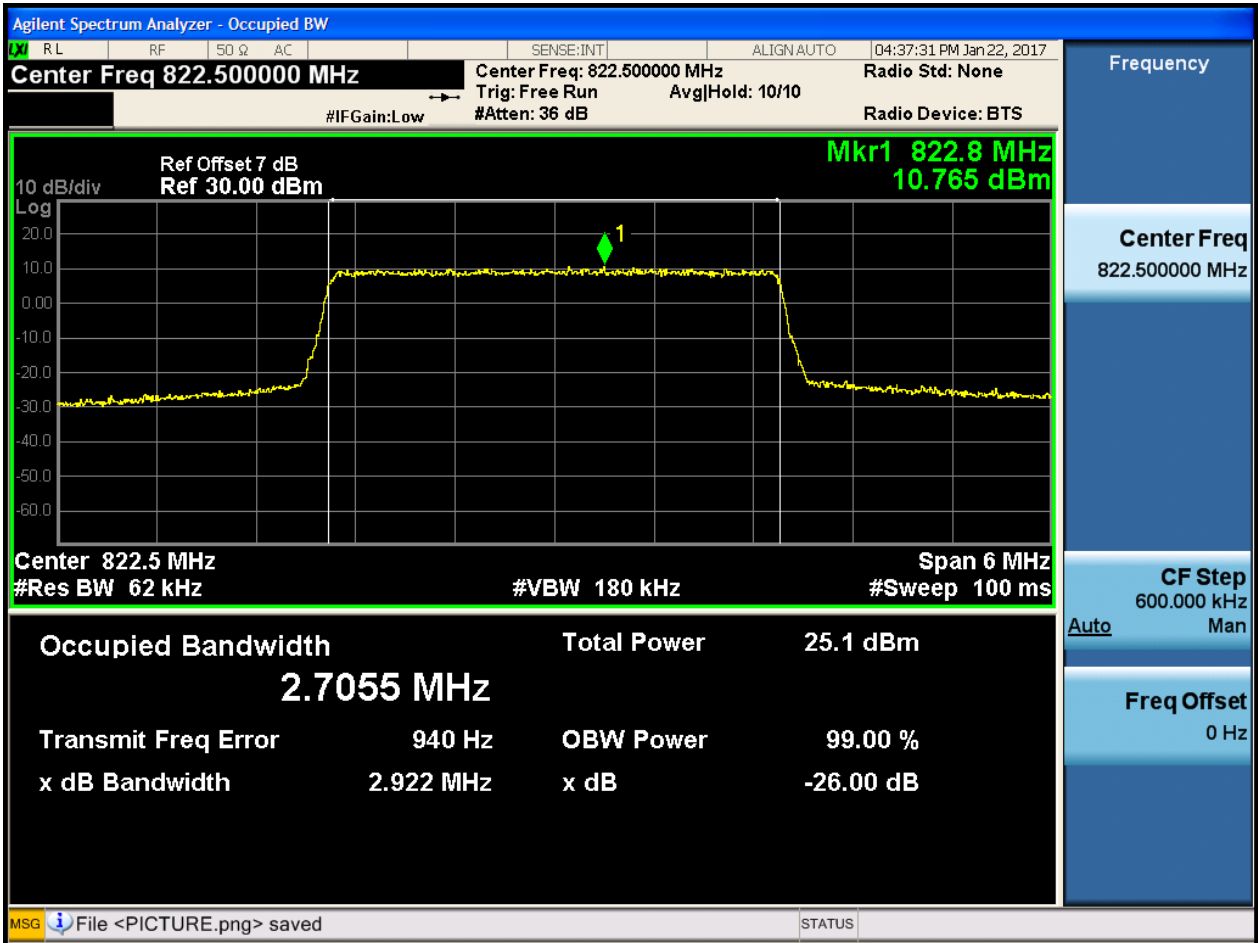 Agilent Spectrum Analyzer - Occupied BW
LXI RL RF 50 Ω AC SENSE:INT ALIGN AUTO 04:37:31 PM Jan 22, 2017
Center Freq 822.500000 MHz
Center Freq: 822.500000 MHz
Radio Std: None
Trig: Free Run Avg|Hold: 10/10
#IFGain:Low
#Atten: 36 dB
Radio Device: BTS
Ref Offset 7 dB
10 dB/div Ref 30.00 dBm
Log
Mkr1 822.8 MHz
10.765 dBm
20.0
10.0
0.00
-10.0
-20.0
-30.0
-40.0
-50.0
-60.0
1
Center 822.5 MHz Span 6 MHz
#Res BW 62 kHz #VBW 180 kHz #Sweep 100 ms
Occupied Bandwidth Total Power 25.1 dBm
2.7055 MHz
Transmit Freq Error 940 Hz OBW Power 99.00 %
x dB Bandwidth 2.922 MHz x dB -26.00 dB
Frequency
Center Freq
822.500000 MHz
CF Step
600.000 kHz
Auto Man
Freq Offset
0 Hz
MSG File <PICTURE.png> saved STATUS